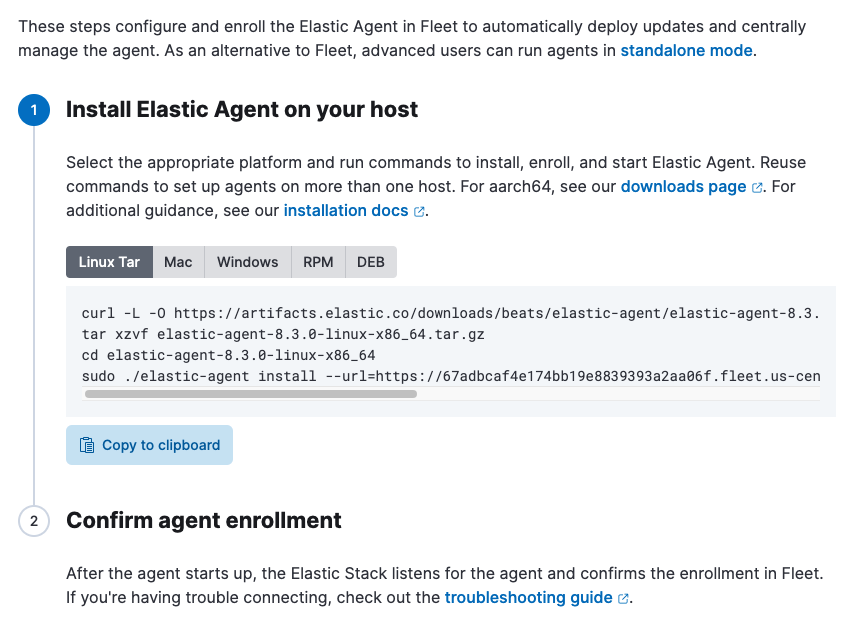 These steps configure and enroll the Elastic Agent in Fleet to automatically deploy updates and centrally
manage the agent. As an alternative to Fleet, advanced users can run agents in standalone mode.
1 Install Elastic Agent on your host
Select the appropriate platform and run commands to install, enroll, and start Elastic Agent. Reuse
commands to set up agents on more than one host. For aarch64, see our downloads page. For
additional guidance, see our installation docs.
Linux Tar Mac Windows RPM DEB
curl -L -O https://artifacts.elastic.co/downloads/beats/elastic-agent/elastic-agent-8.3.
tar xzvf elastic-agent-8.3.0-linux-x86_64.tar.gz
cd elastic-agent-8.3.0-linux-x86_64
sudo ./elastic-agent install --url=https://67adbcaf4e174bb19e8839393a2aa06f.fleet.us-cen
Copy to clipboard
2 Confirm agent enrollment
After the agent starts up, the Elastic Stack listens for the agent and confirms the enrollment in Fleet.
If you're having trouble connecting, check out the troubleshooting guide.